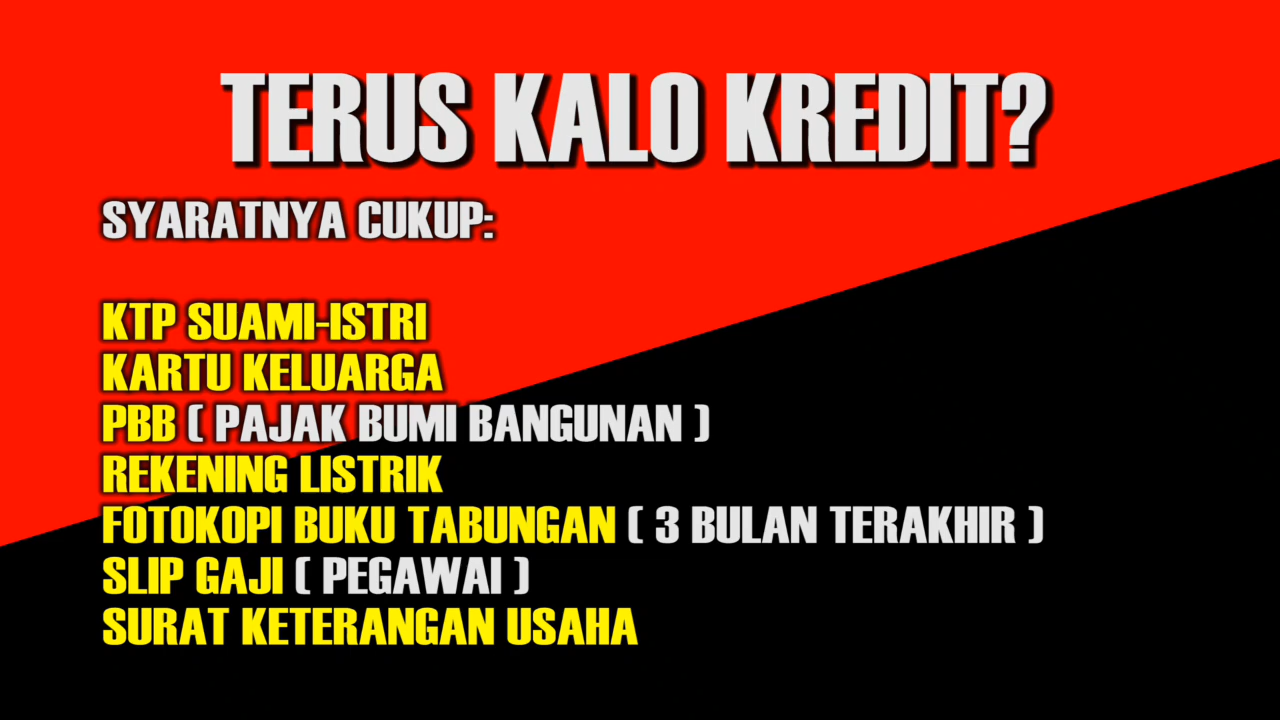 TERUS KALO KREDIT?
SYARATNYA CUKUP:
KTP SUAMI-ISTRI
KARTU KELUARGA
PBB ( PAJAK BUMI BANGUNAN )
REKENING LISTRIK
FOTOKOPI BUKU TABUNGAN ( 3 BULAN TERAKHIR )
SLIP GAJI ( PEGAWAI )
SURAT KETERANGAN USAHA